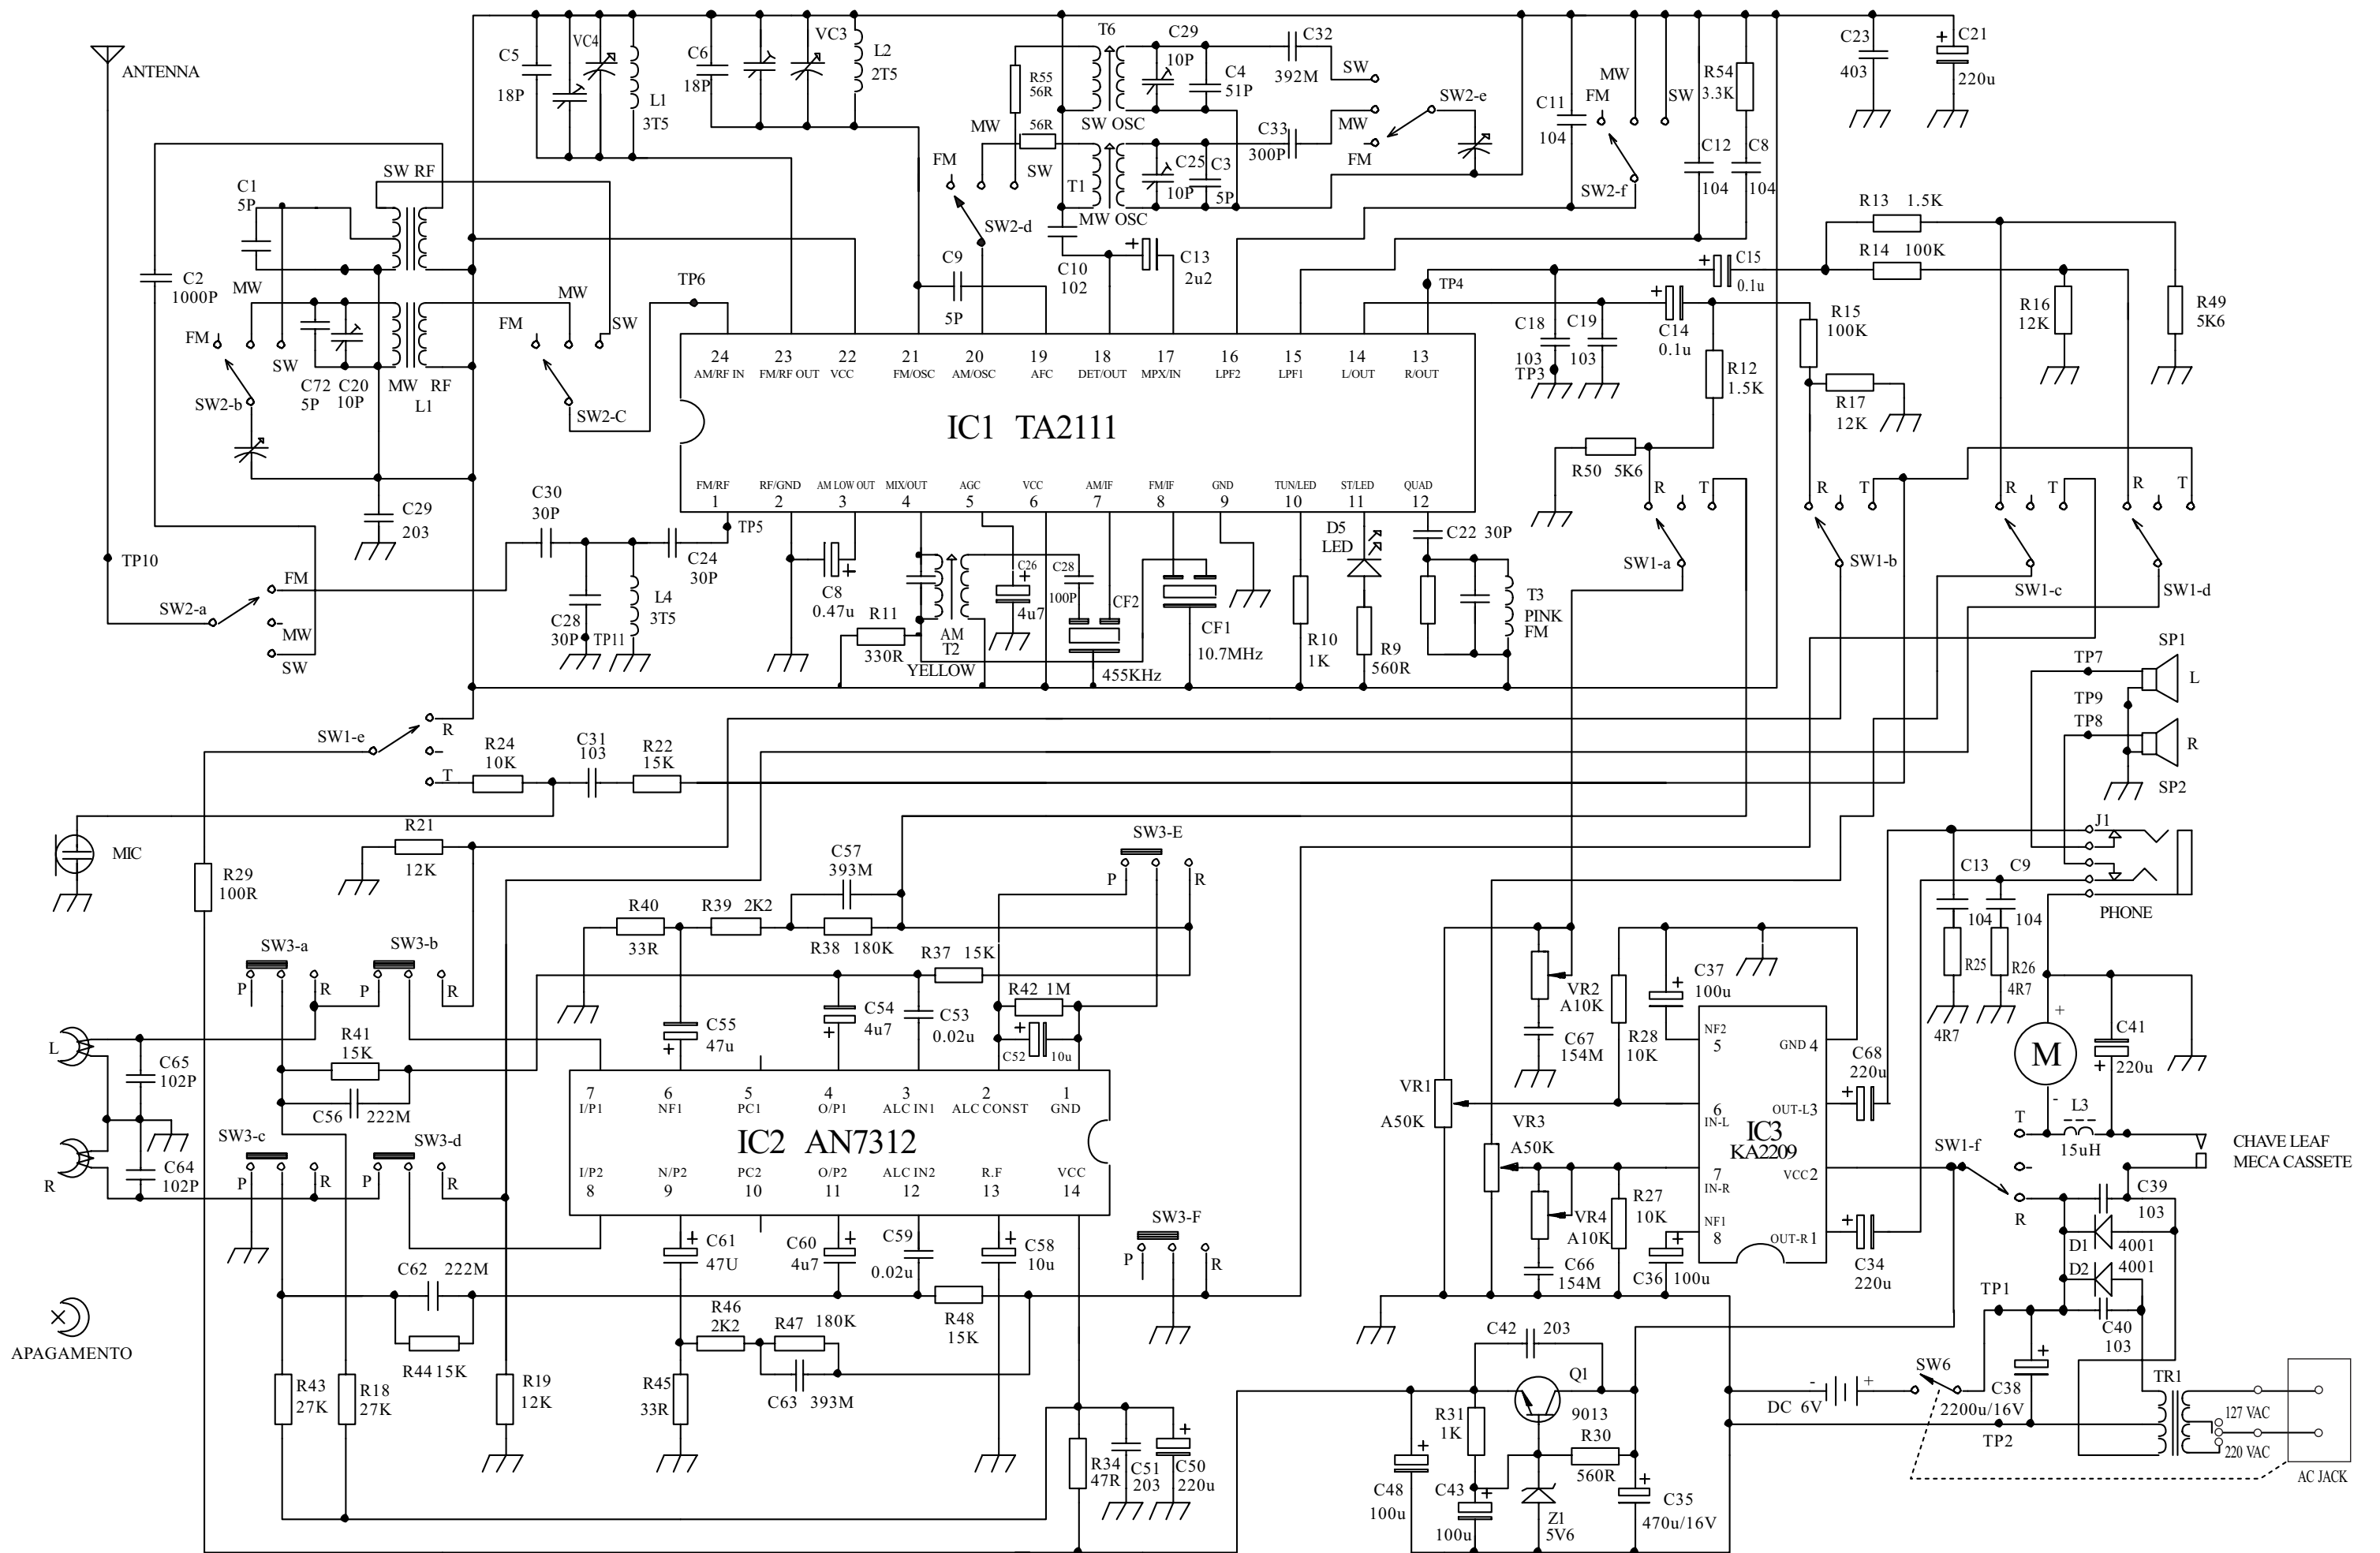 ANTENNA
C5
18P
VC4
L1
3T5
C6
18P
VC3
L2
2T5
R55
56R
T6
C29
10P
C4
51P
C32
392M
SW
SW OSC
MW
56R
SW
FM
T1
MW OSC
C25
10P
C3
5P
C33
300P
MW
FM
SW2-e
C11
104
MW
FM
SW
SW2-f
R54
3.3K
C12
104
C8
104
C23
403
C21
220u
SW RF
C1
5P
C2
1000P
MW
FM
SW
SW2-b
C72
5P
C20
10P
MW RF
L1
C29
203
MW
FM
SW
SW2-C
TP6
SW2-d
C9
5P
C10
102
C13
2u2
TP4
C15
0.1u
R13 1.5K
R14 100K
R16
12K
R49
5K6
C18
103
TP3
C19
103
C14
0.1u
R12
1.5K
R15
100K
R17
12K
R50 5K6
24
AM/RF IN
23
FM/RF OUT
22
VCC
21
FM/OSC
20
AM/OSC
19
AFC
18
DET/OUT
17
MPX/IN
16
LPF2
15
LPF1
14
L/OUT
13
R/OUT
IC1 TA2111
FM/RF
1
RF/GND
2
AM LOW OUT
3
MIX/OUT
4
AGC
5
VCC
6
AM/IF
7
FM/IF
8
GND
9
TUN/LED
10
ST/LED
11
QUAD
12
TP10
SW2-a
FM
MW
SW
C30
30P
C24
30P
TP5
C28
30P
TP11
L4
3T5
C8
0.47u
R11
330R
AM
T2
YELLOW
C26
4u7
C28
100P
CF2
455KHz
CF1
10.7MHz
R10
1K
D5
LED
R9
560R
C22 30P
T3
PINK
FM
R
T
SW1-a
R
T
SW1-b
R
T
SW1-c
R
T
SW1-d
SP1
TP7
L
TP9
TP8
R
SP2
SW1-e
R
T
R24
10K
C31
103
R22
15K
MIC
R21
12K
R29
100R
C57
393M
SW3-E
P
R
R40
33R
R39 2K2
R38 180K
R37 15K
SW3-a
P
R
SW3-b
P
R
L
C65
102P
R41
15K
C56 222M
C55
47u
C54
4u7
C53
0.02u
R42 1M
C52
10u
7
I/P1
6
NF1
5
PC1
4
O/P1
3
ALC IN1
2
ALC CONST
1
GND
IC2 AN7312
I/P2
8
N/P2
9
PC2
10
O/P2
11
ALC IN2
12
R.F
13
VCC
14
R
C64
102P
SW3-c
P
R
SW3-d
P
R
APAGAMENTO
C62 222M
R44 15K
R43
27K
R18
27K
R19
12K
C61
47U
C60
4u7
C59
0.02u
C58
10u
R46
2K2
R47 180K
C63 393M
R45
33R
R48
15K
SW3-F
P
R
R34
47R
C51
203
C50
220u
VR1
A50K
VR2
A10K
C67
154M
VR3
A50K
VR4
A10K
C66
154M
R28
10K
R27
10K
C37
100u
C36 100u
NF2
5
GND 4
6
IN-L
OUT-L3
IC3
KA2209
7
IN-R
VCC2
NF1
8
OUT-R1
C68
220u
C34
220u
J1
PHONE
C13
104
R25
4R7
C9
104
R26
4R7
M
+
-
C41
220u
L3
15uH
T
R
SW1-f
CHAVE LEAF
MECA CASSETE
C39
103
D1 4001
D2 4001
C40
103
TP1
C42 203
Q1
9013
R31
1K
R30
560R
C48
100u
C43
100u
Z1
5V6
C35
470u/16V
DC 6V
SW6
C38
2200u/16V
TP2
TR1
127 VAC
220 VAC
AC JACK